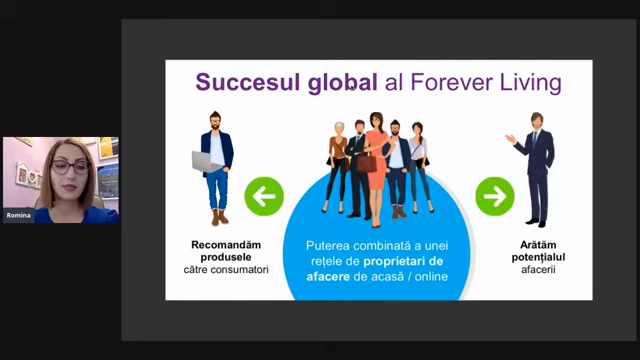 Succesul global al Forever Living
Romina
Recomandăm
produsele
către consumatori
Puterea combinată a unei
rețele de proprietari de
afacere de acasă / online
Arătăm
potențialul
afacerii